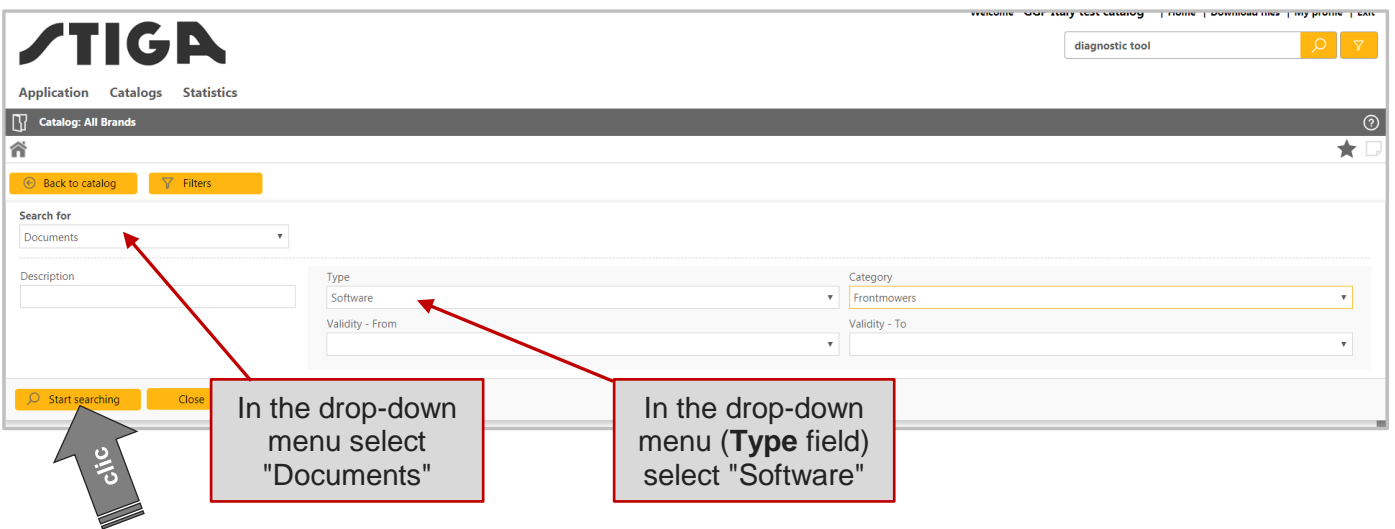 Welcome GGP Italy test catalog | Home | Download files | My profile | Exit
STIGA
diagnostic tool
Application Catalogs Statistics
Catalog: All Brands
Back to catalog Filters
Search for
Documents
Description
Type
Category
Software
Frontmowers
Validity - From
Validity - To
Start searching Close
In the drop-down
menu select
"Documents"
In the drop-down
menu (Type field)
select "Software"
clic